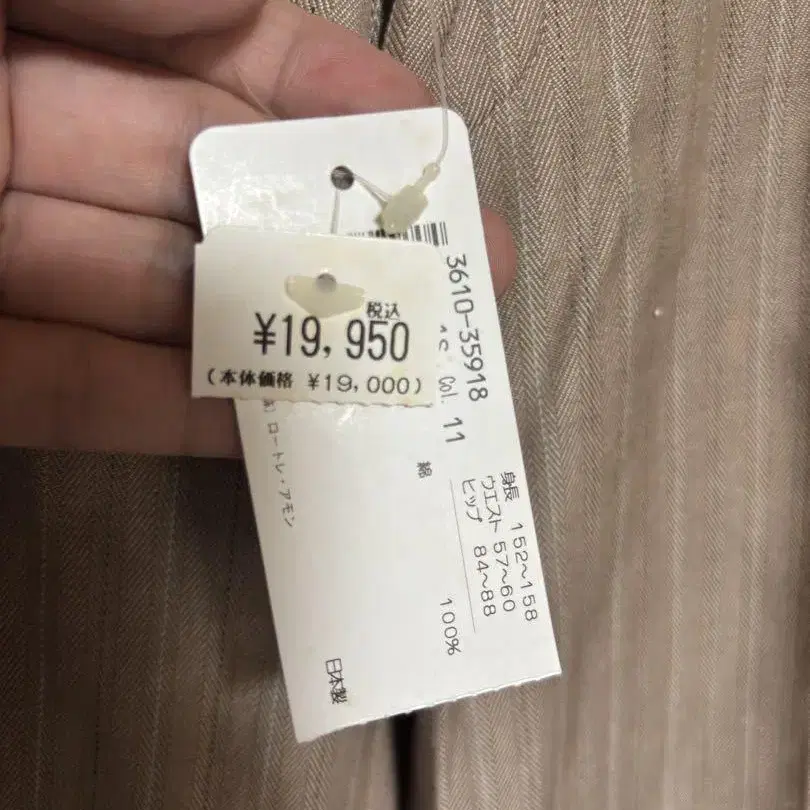 税込
¥19,950
(本体価格 ¥19,000)
3610-35918
Col. 11
身長 152~158
ウエスト 57~60
ヒップ 84~88
綿 100%
ロートレ・アモン
日本製